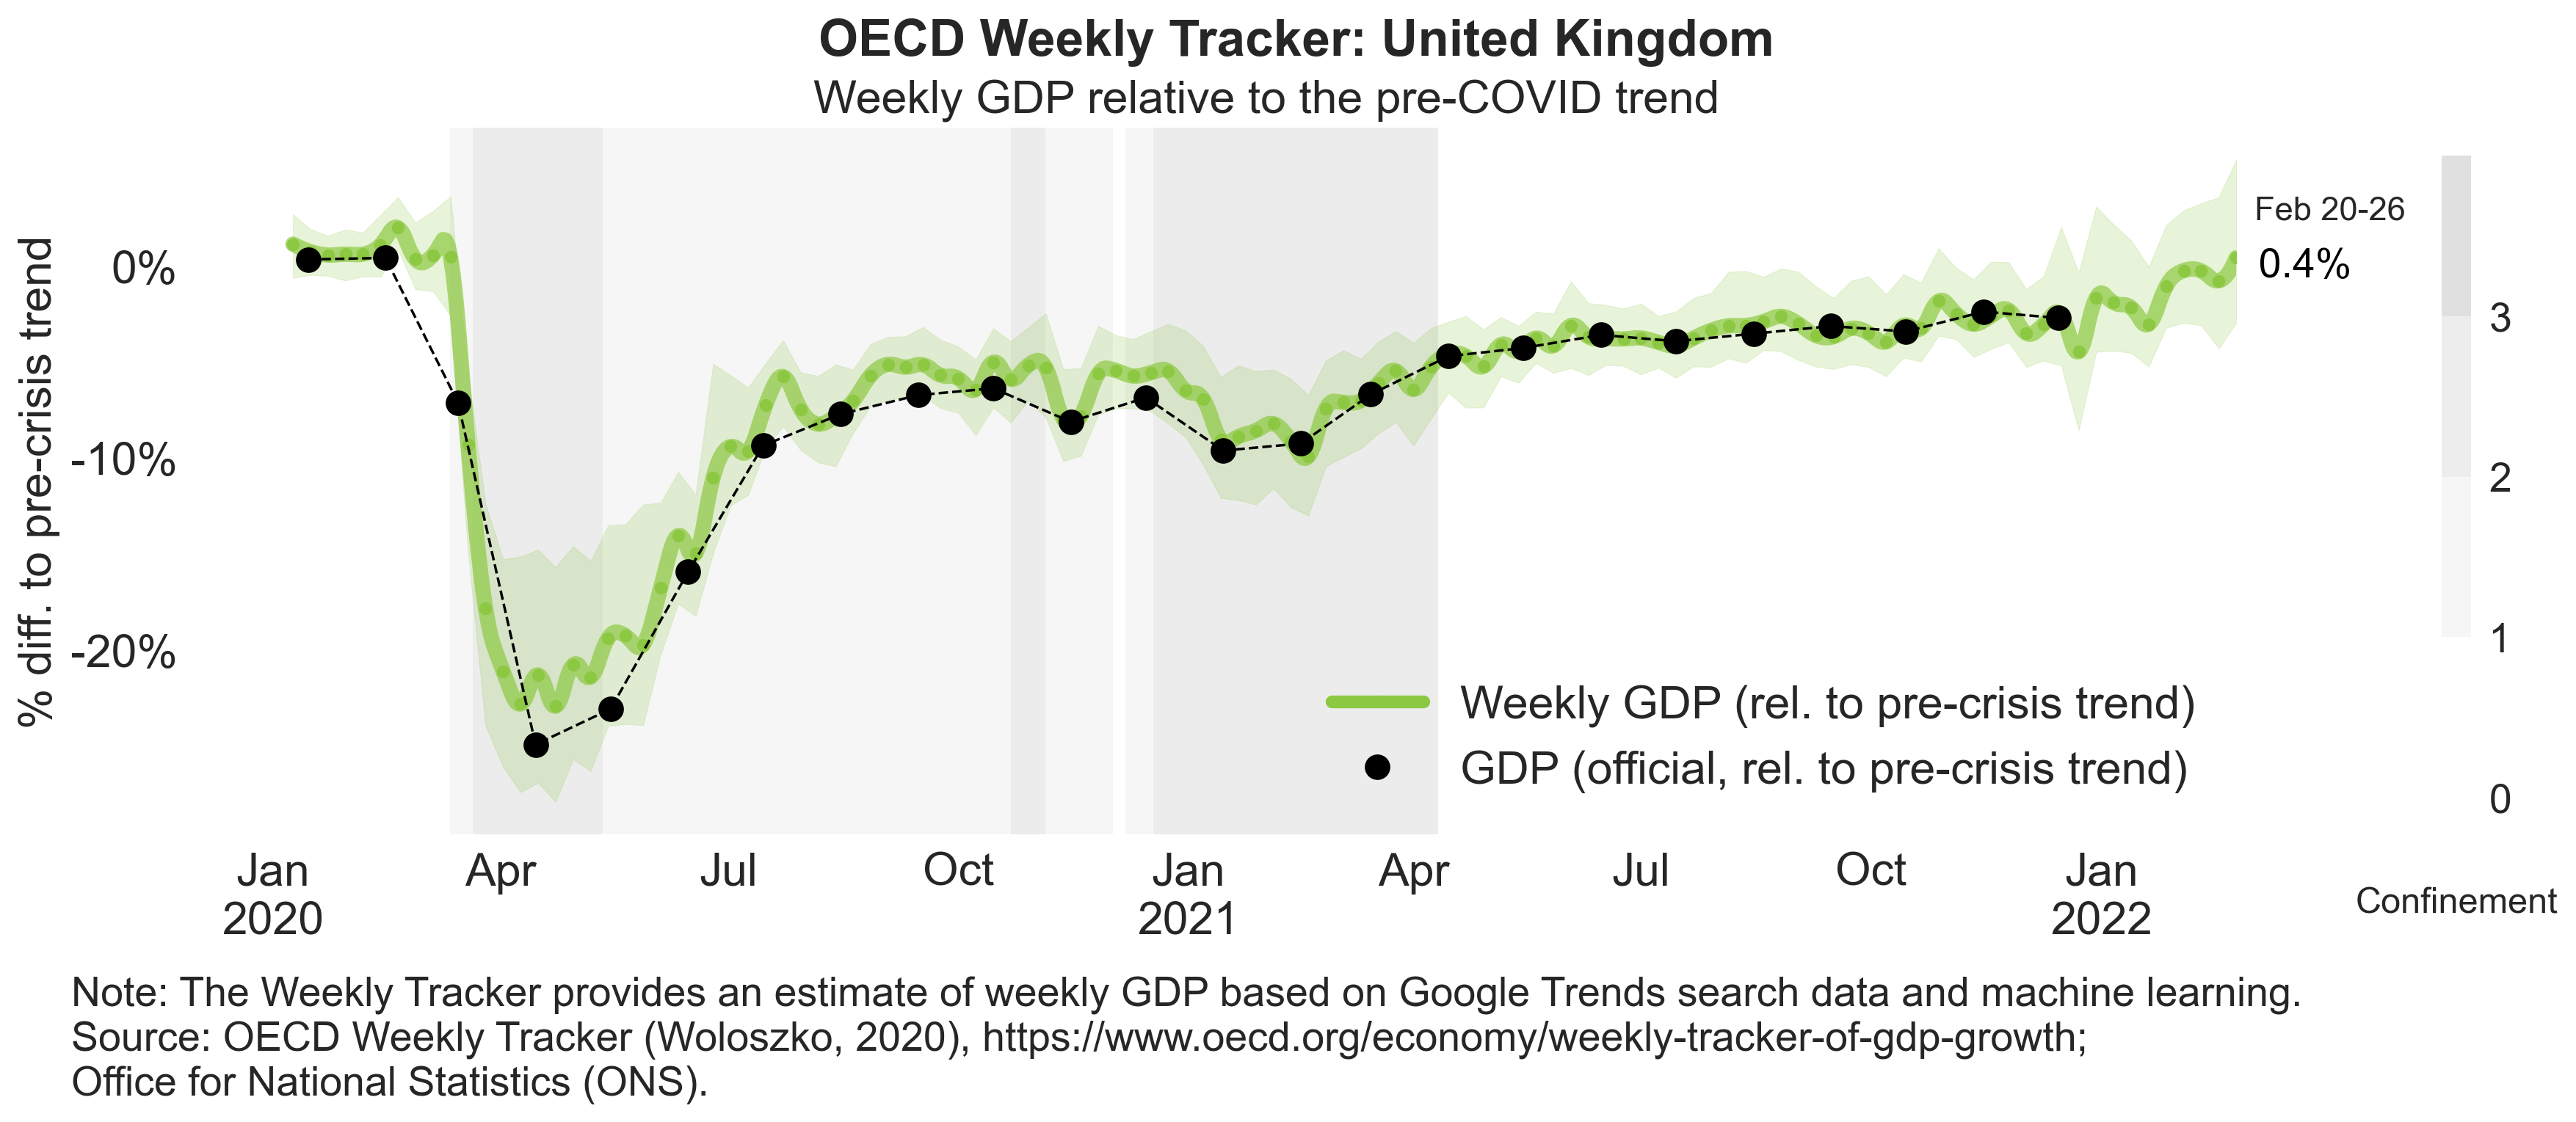 OECD Weekly Tracker: United Kingdom
Weekly GDP relative to the pre-COVID trend
% diff. to pre-crisis trend
0%
-10%
-20%
Feb 20-26
0.4%
3
2
1
0
Weekly GDP (rel. to pre-crisis trend)
GDP (official, rel. to pre-crisis trend)
Jan Apr Jul Oct Jan Apr Jul Oct Jan
2020 2021 2022
Confinement
Note: The Weekly Tracker provides an estimate of weekly GDP based on Google Trends search data and machine learning.
Source: OECD Weekly Tracker (Woloszko, 2020), https://www.oecd.org/economy/weekly-tracker-of-gdp-growth;
Office for National Statistics (ONS).